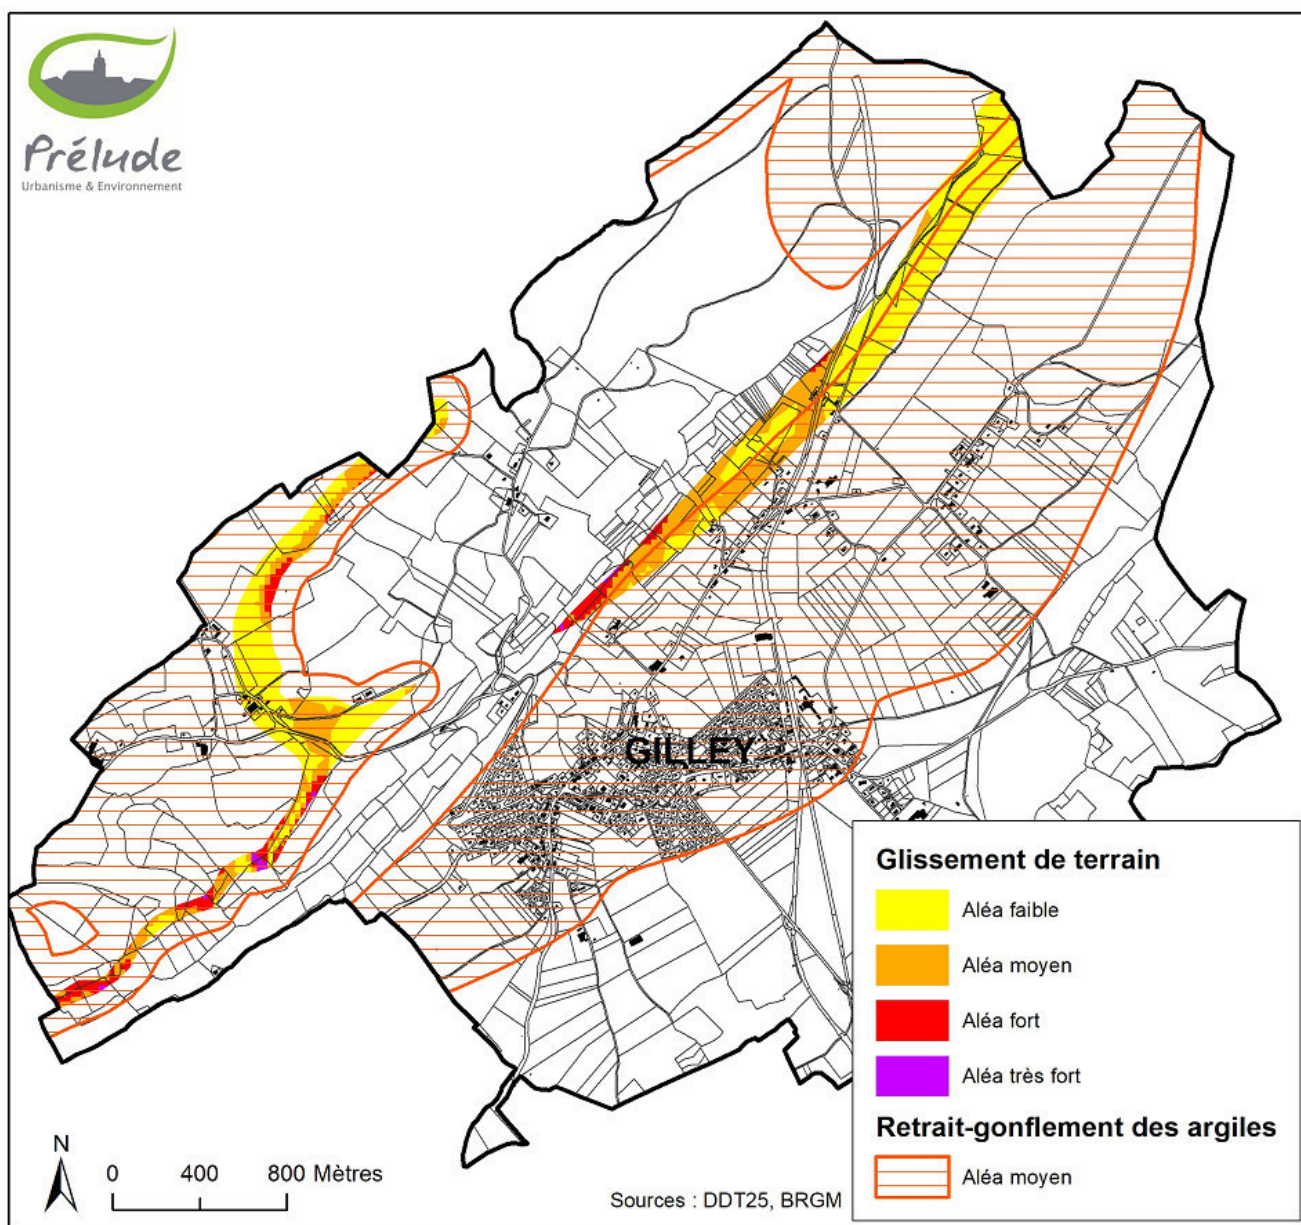 Prélude
Urbanisme & Environnement
GILLEY
Glissement de terrain
Aléa faible
Aléa moyen
Aléa fort
Aléa très fort
Retrait-gonflement des argiles
Aléa moyen
N
0 400 800 Mètres
Sources : DDT25, BRGM